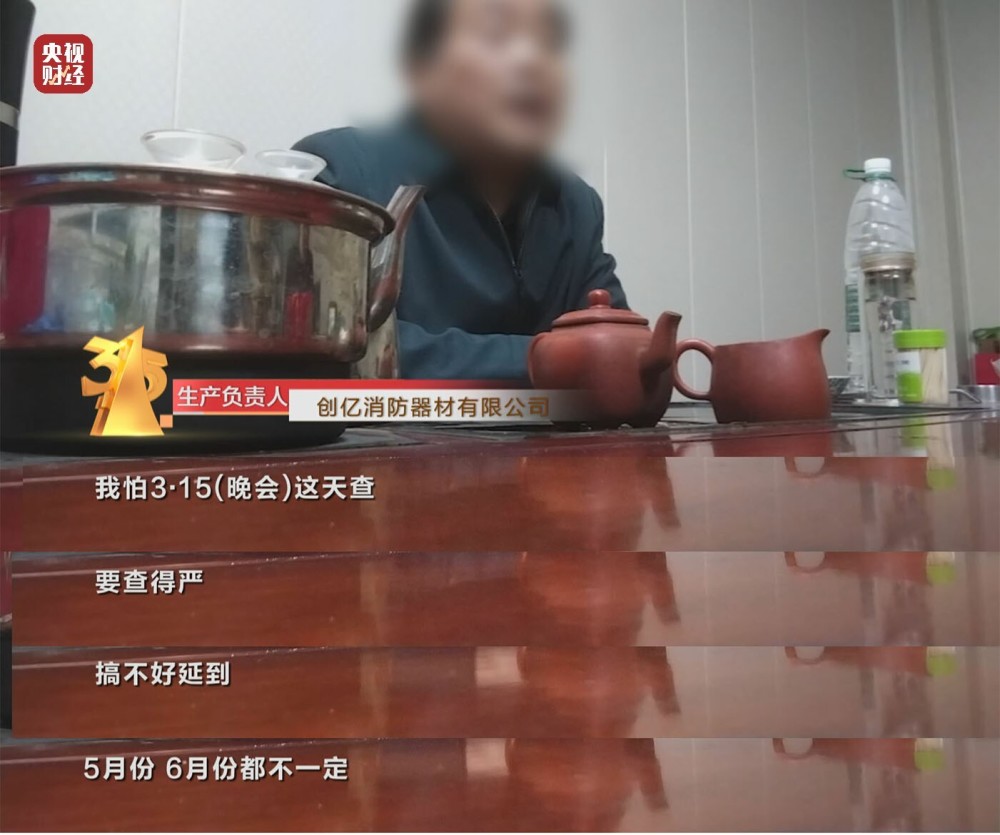 央视
财经
3.15
生产负责人
创亿消防器材有限公司
我怕3·15(晚会)这天查
要查得严
搞不好延到
5月份 6月份都不一定